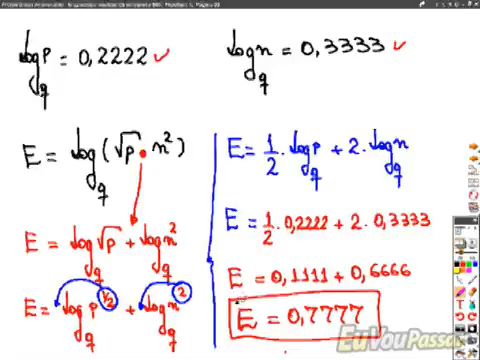 log_q p = 0,2222 ✓
log_q n = 0,3333 ✓
E = log_q (√p • n²)
E = log_q √p + log_q n²
E = log_q p^(1/2) + log_q n²
E = 1/2 . log_q p + 2. log_q n
E = 1/2 . 0,2222 + 2. 0,3333
E = 0,1111 + 0,6666
E = 0,7777
EuVouPassar